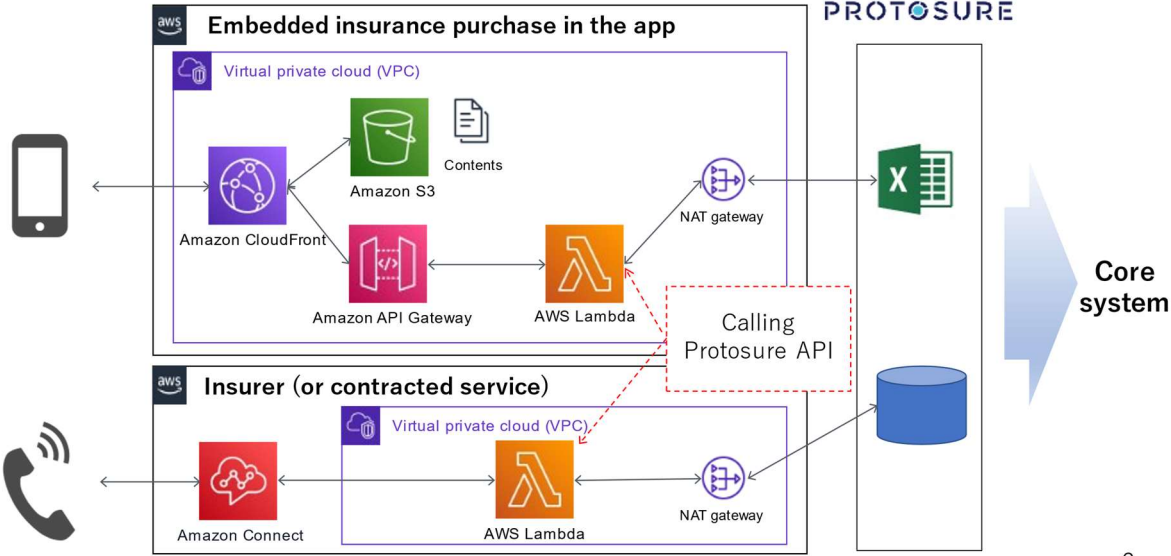 aws
Embedded insurance purchase in the app
PROTOSURE
Virtual private cloud (VPC)
Contents
Amazon S3
X
NAT gateway
Amazon CloudFront
</>
Amazon API Gateway
AWS Lambda
Calling
Protosure API
Core
system
aws
Insurer (or contracted service)
Virtual private cloud (VPC)
Amazon Connect
AWS Lambda
NAT gateway